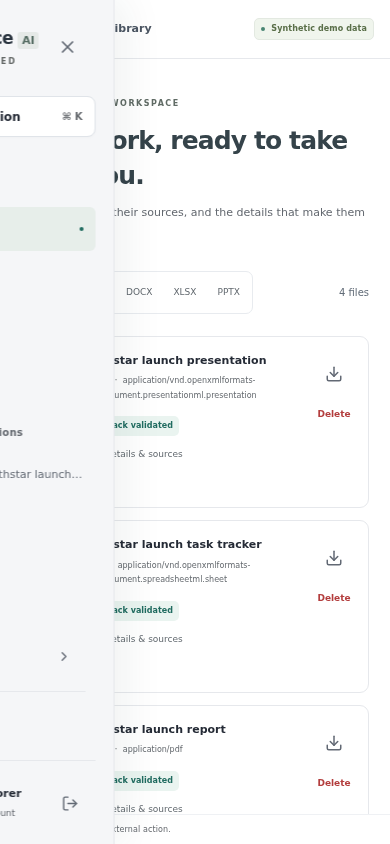 te AI
ED
ion ⌘ K
ions
thstar launch...
orer
unt
ibrary
Synthetic demo data
WORKSPACE
ork, ready to take
ou.
their sources, and the details that make them
DOCX XLSX PPTX
4 files
star launch presentation
· application/vnd.openxmlformats-
ument.presentationml.presentation
ack validated
etails & sources
Delete
star launch task tracker
application/vnd.openxmlformats-
ument.spreadsheetml.sheet
ack validated
etails & sources
Delete
star launch report
· application/pdf
ack validated
etails & sources
Delete
xternal action.